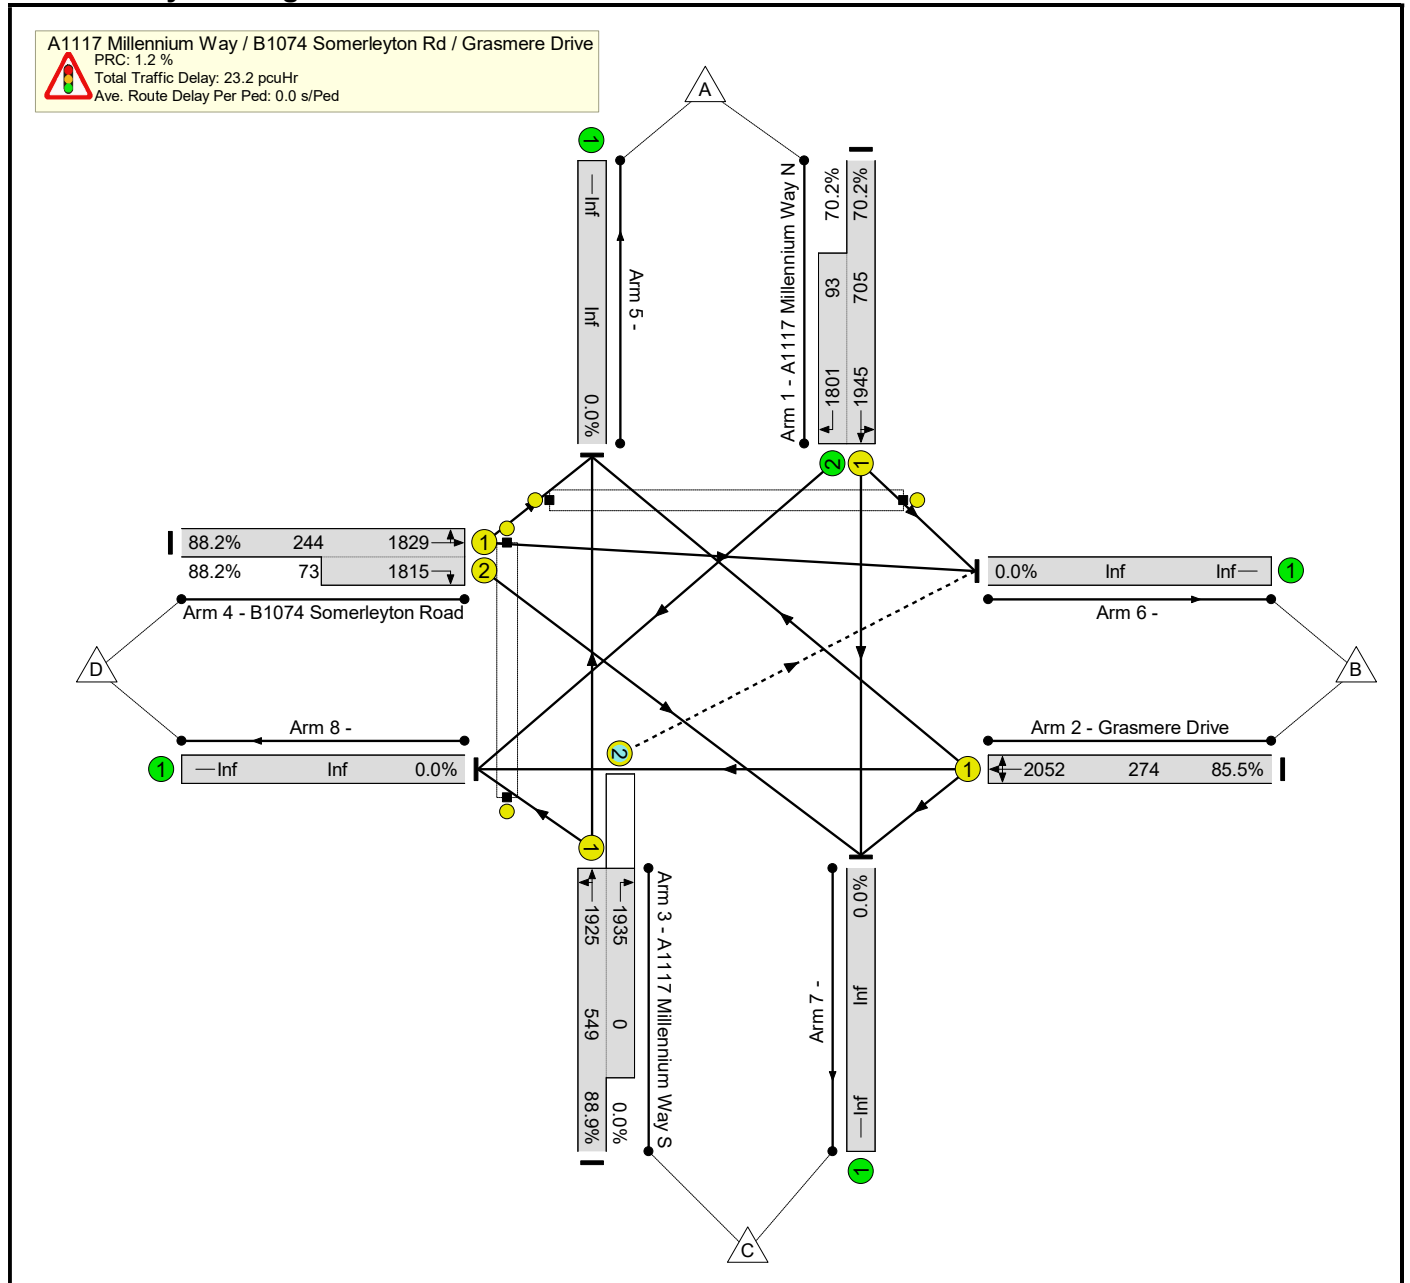 A1117 Millennium Way / B1074 Somerleyton Rd / Grasmere Drive
PRC: 1.2 %
Total Traffic Delay: 23.2 pcuHr
Ave. Route Delay Per Ped: 0.0 s/Ped
A
1
Inf
Inf
0.0%
Arm 5 -
Arm 1 - A1117 Millennium Way N
70.2%
93
1801
70.2%
705
1945
2
1
88.2% 244 1829
1
88.2% 73 1815
2
Arm 4 - B1074 Somerleyton Road
0.0% Inf Inf
1
Arm 6 -
D
B
Arm 8 -
1
Inf Inf 0.0%
2
Arm 2 - Grasmere Drive
1
2052 274 85.5%
1
1925
549
88.9%
1935
0
0.0%
Arm 3 - A1117 Millennium Way S
Arm 7 -
0.0%
Inf
Inf
1
C